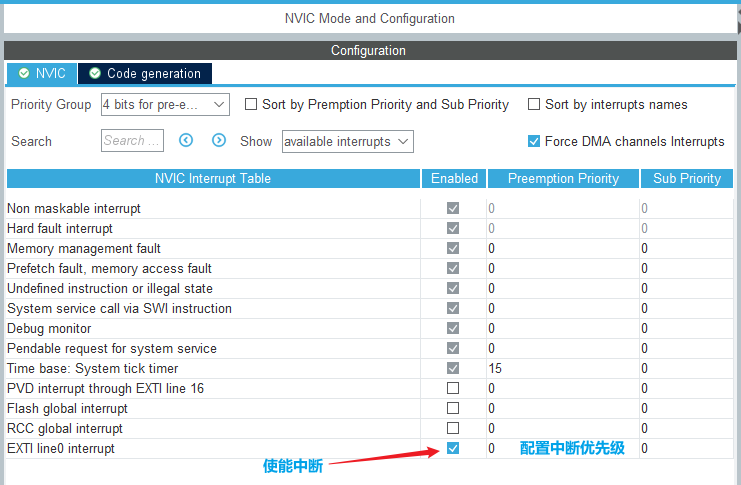 NVIC Mode and Configuration
Configuration
NVIC Code generation
Priority Group 4 bits for pre-e... Sort by Premption Priority and Sub Priority Sort by interrupts names
Search Search ... Show available interrupts Force DMA channels Interrupts
NVIC Interrupt Table Enabled Preemption Priority Sub Priority
Non maskable interrupt 0 0
Hard fault interrupt 0 0
Memory management fault 0 0
Prefetch fault, memory access fault 0 0
Undefined instruction or illegal state 0 0
System service call via SWI instruction 0 0
Debug monitor 0 0
Pendable request for system service 0 0
Time base: System tick timer 15 0
PVD interrupt through EXTI line 16 0 0
Flash global interrupt 0 0
RCC global interrupt 0 0
EXTI line0 interrupt 0 配置中断优先级 0
使能中断